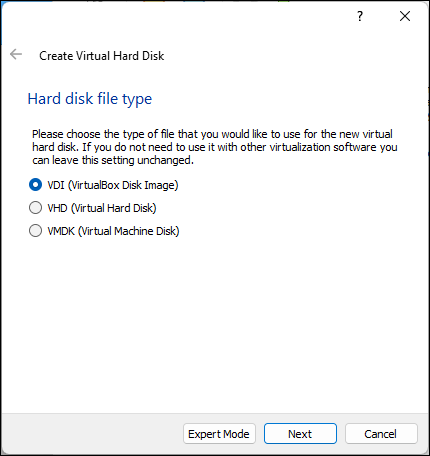 ?
Create Virtual Hard Disk
Hard disk file type
Please choose the type of file that you would like to use for the new virtual
hard disk. If you do not need to use it with other virtualization software you
can leave this setting unchanged.
VDI (VirtualBox Disk Image)
VHD (Virtual Hard Disk)
VMDK (Virtual Machine Disk)
Expert Mode Next Cancel